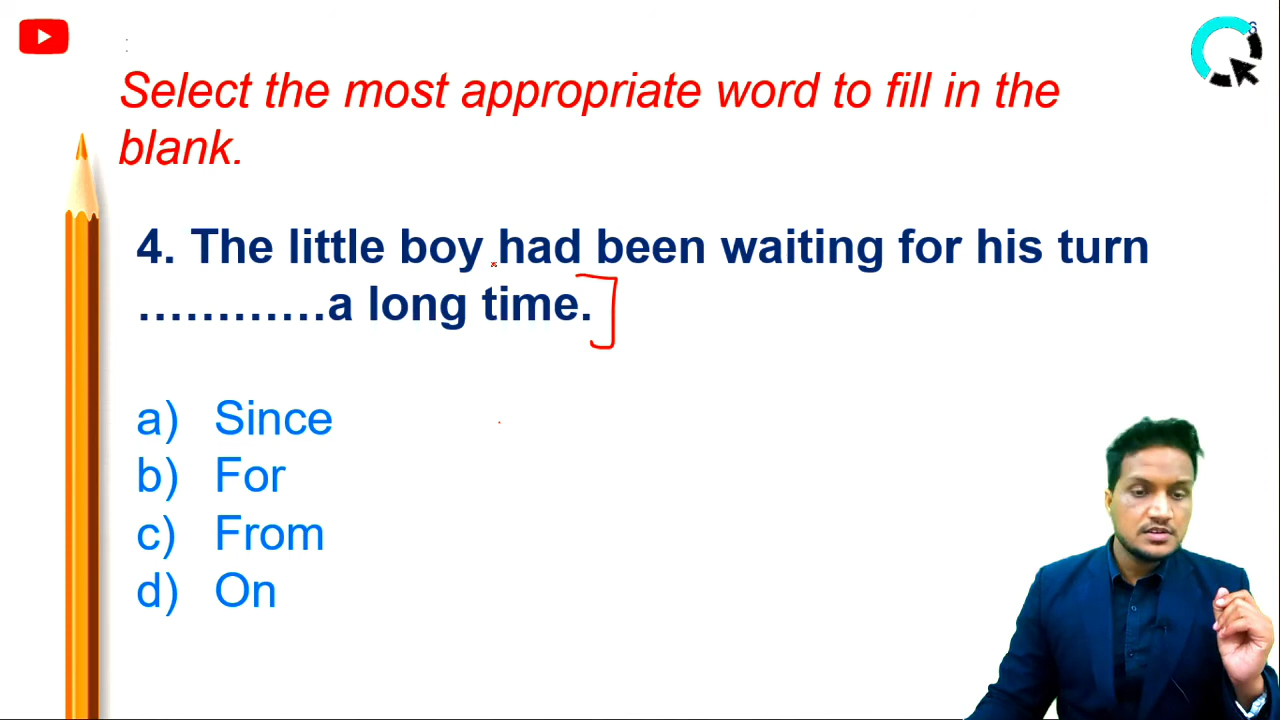 6
Select the most appropriate word to fill in the
blank.
4. The little boy had been waiting for his turn
…………a long time.
a) Since
b) For
c) From
d) On